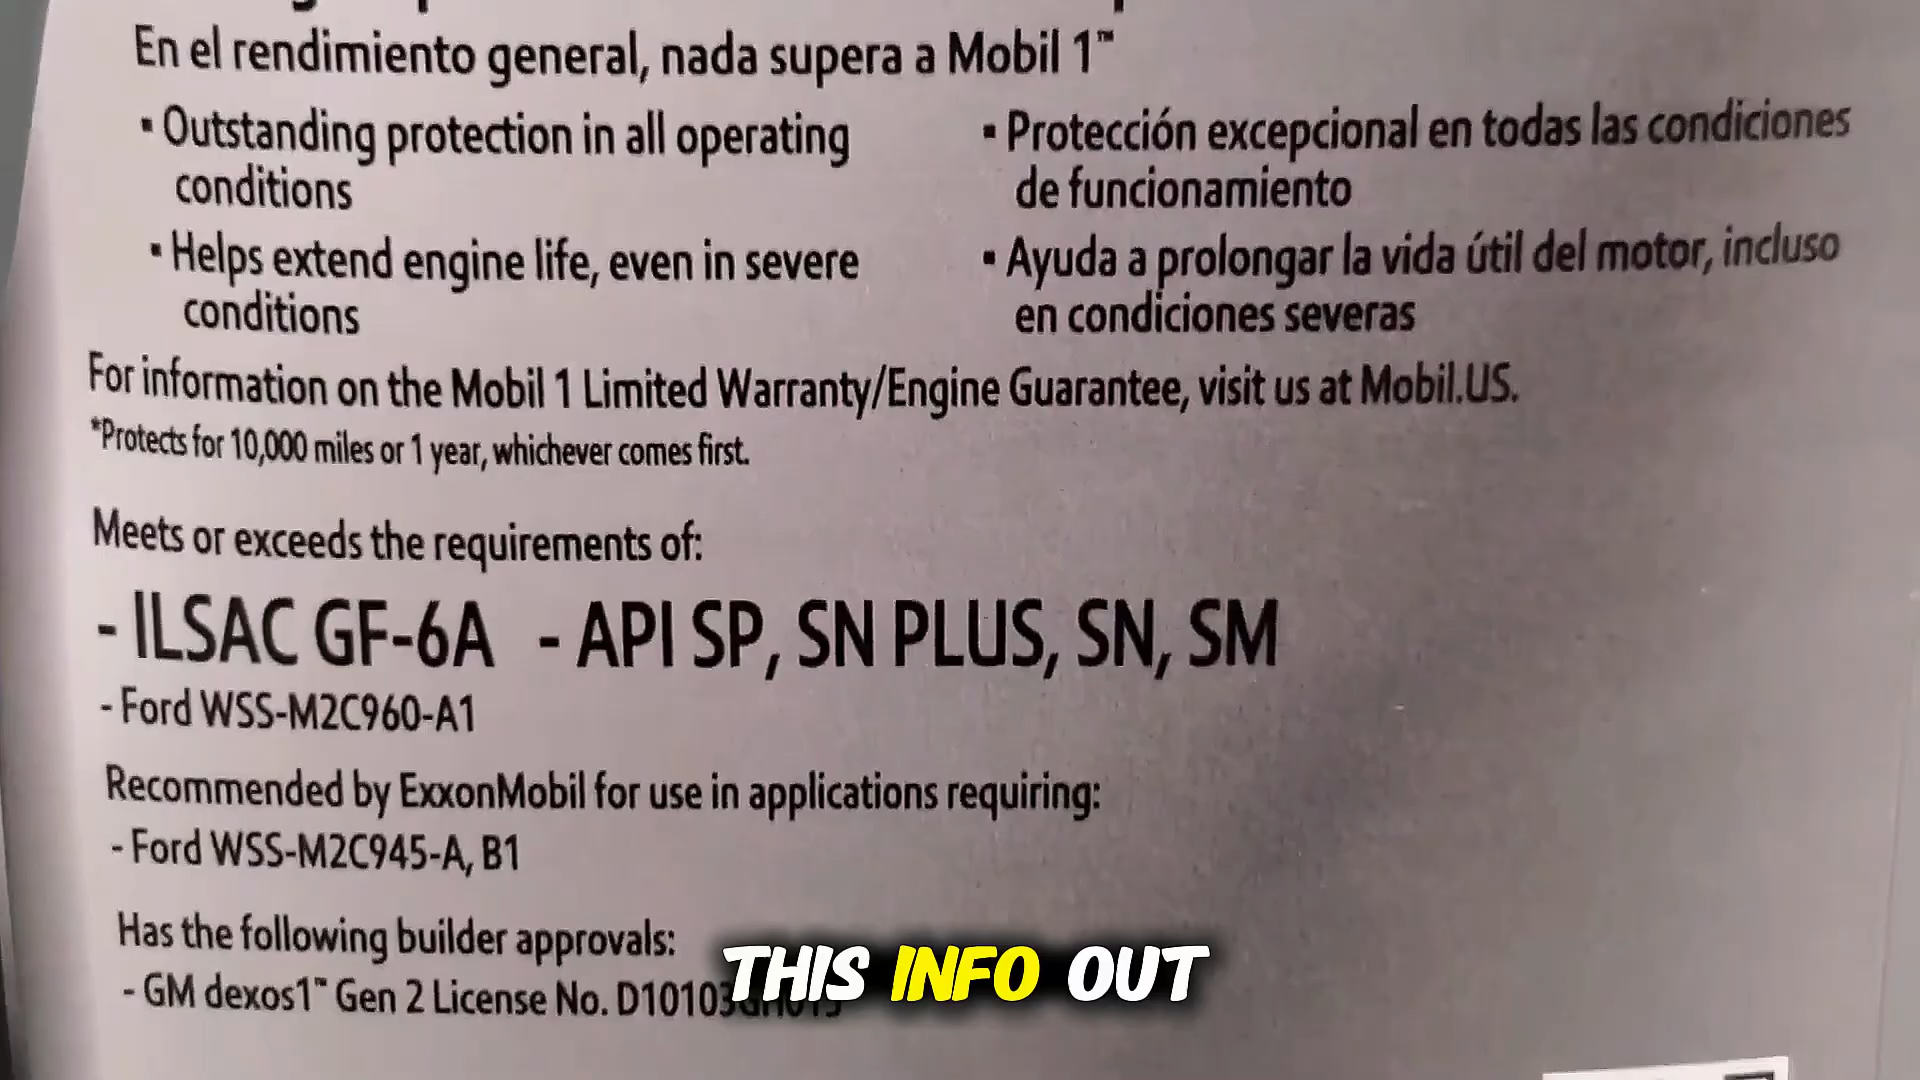 En el rendimiento general, nada supera a Mobil 1™
▪ Outstanding protection in all operating
conditions
▪ Helps extend engine life, even in severe
conditions
▪ Protección excepcional en todas las condiciones
de funcionamiento
▪ Ayuda a prolongar la vida útil del motor, incluso
en condiciones severas
For information on the Mobil 1 Limited Warranty/Engine Guarantee, visit us at Mobil.US.
*Protects for 10,000 miles or 1 year, whichever comes first.
Meets or exceeds the requirements of:
- ILSAC GF-6A - API SP, SN PLUS, SN, SM
- Ford WSS-M2C960-A1
Recommended by ExxonMobil for use in applications requiring:
- Ford WSS-M2C945-A, B1
Has the following builder approvals:
- GM dexos1™ Gen 2 License No.
THIS INFO OUT